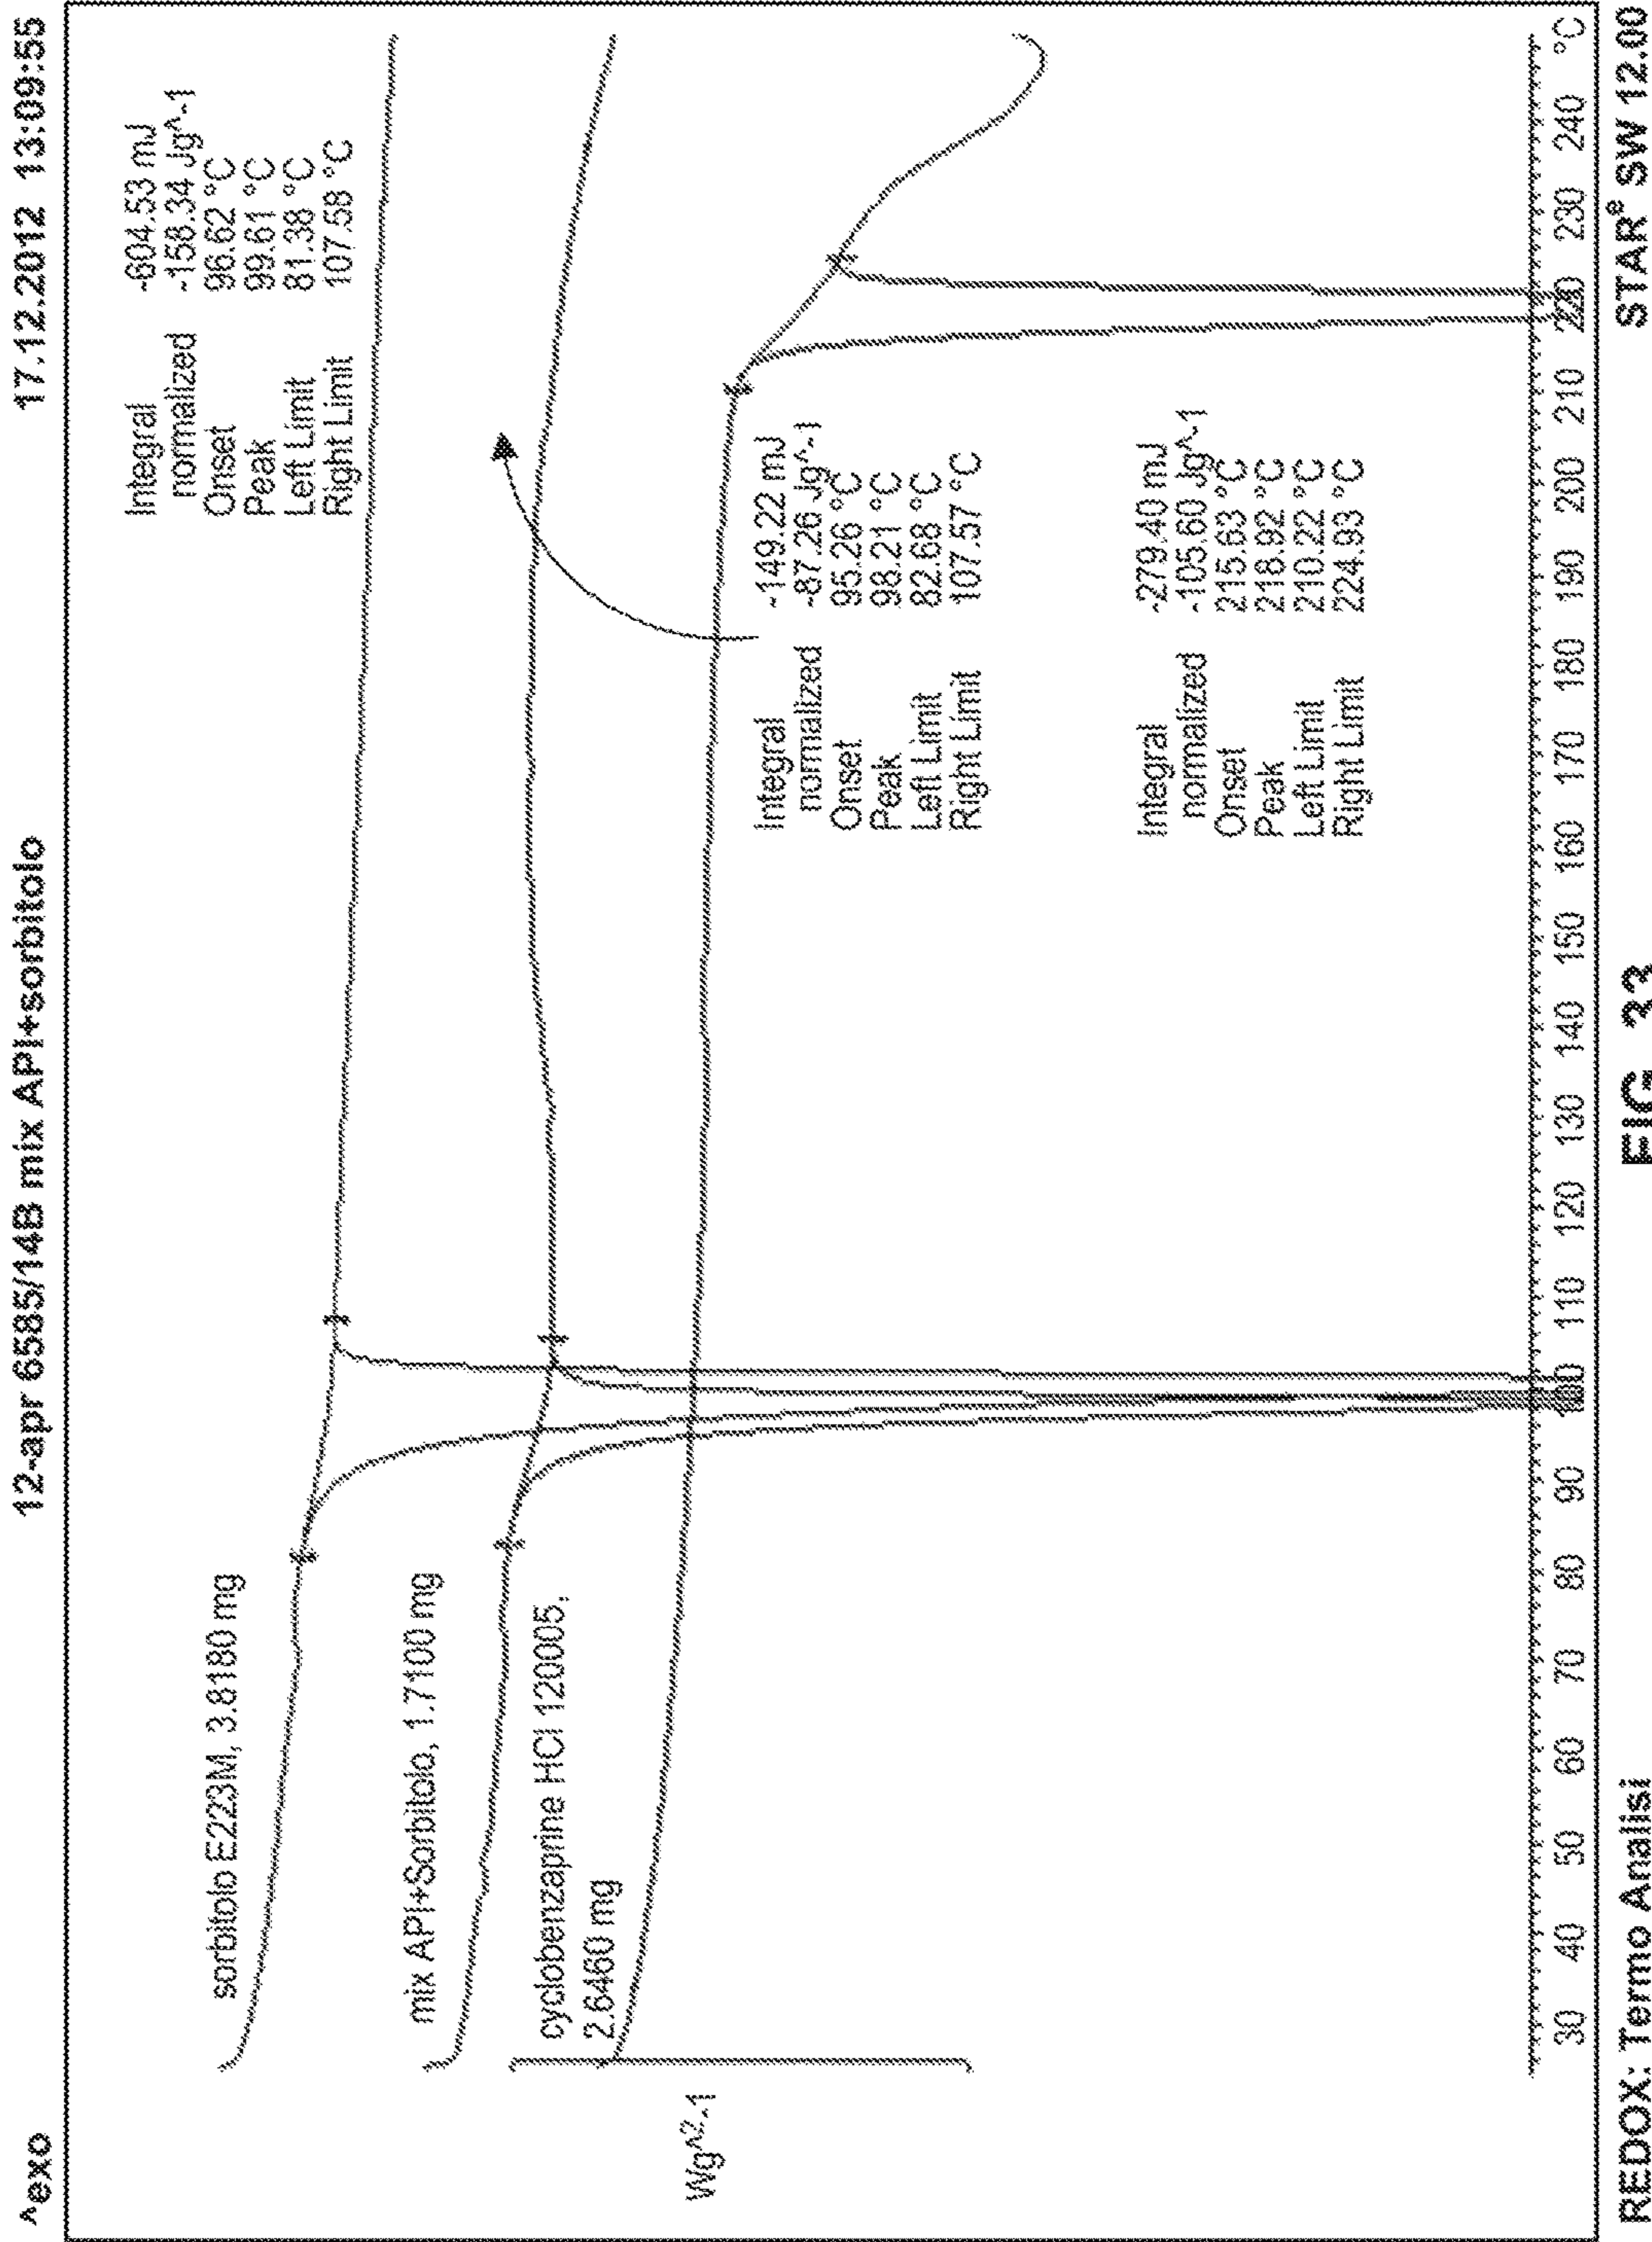 ^exo
12-apr 6585/14B mix API+sorbitolo
17.12.2012 13:09:55
Integral -604.53 mJ
normalized -158.34 Jg^-1
Onset 96.62 °C
Peak 99.61 °C
Left Limit 81.38 °C
Right Limit 107.58 °C
sorbitolo E223M, 3.8180 mg
mix API+Sorbitolo, 1.7100 mg
cyclobenzaprine HCl 120005,
2.6460 mg
Wg^-1
Integral -149.22 mJ
normalized -87.26 Jg^-1
Onset 95.26 °C
Peak 98.21 °C
Left Limit 82.68 °C
Right Limit 107.57 °C
Integral -279.40 mJ
normalized -105.60 Jg^-1
Onset 215.63 °C
Peak 218.92 °C
Left Limit 210.22 °C
Right Limit 224.93 °C
30 40 50 60 70 80 90 100 110 120 130 140 150 160 170 180 190 200 210 220 230 240 °C
REDOX: Termo Analisi
FIG. 33
STARe SW 12.00